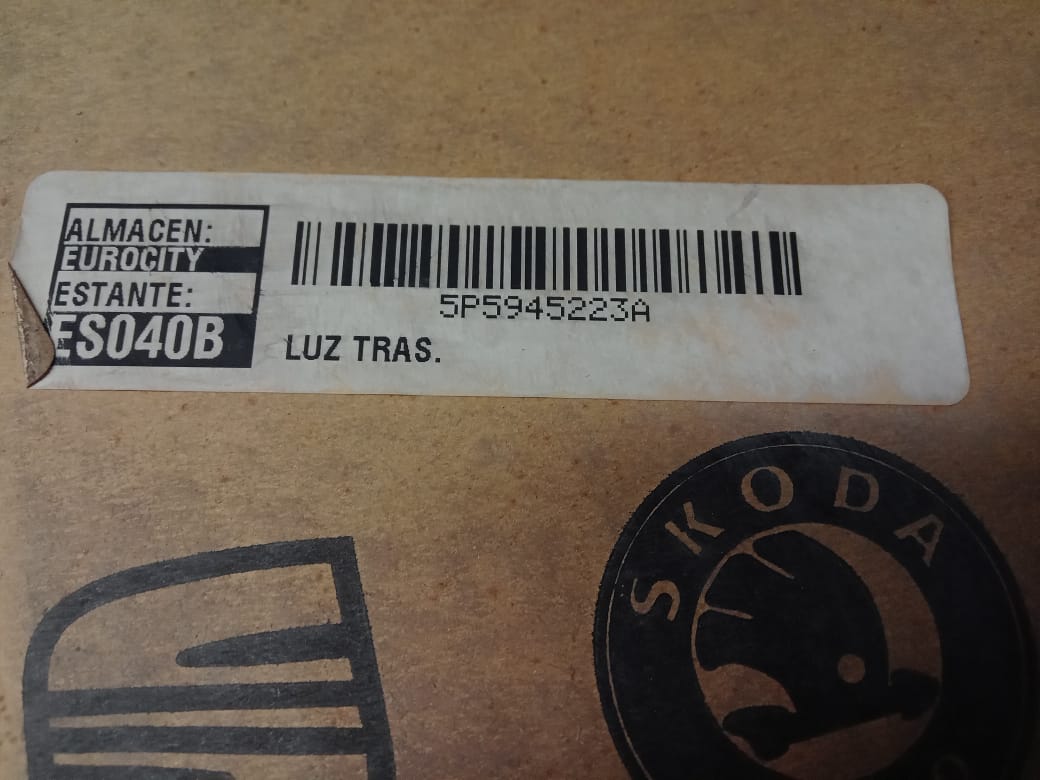 ALMACEN:
EUROCITY
ESTANTE:
ES040B
5P5945223A
LUZ TRAS.
SKODA